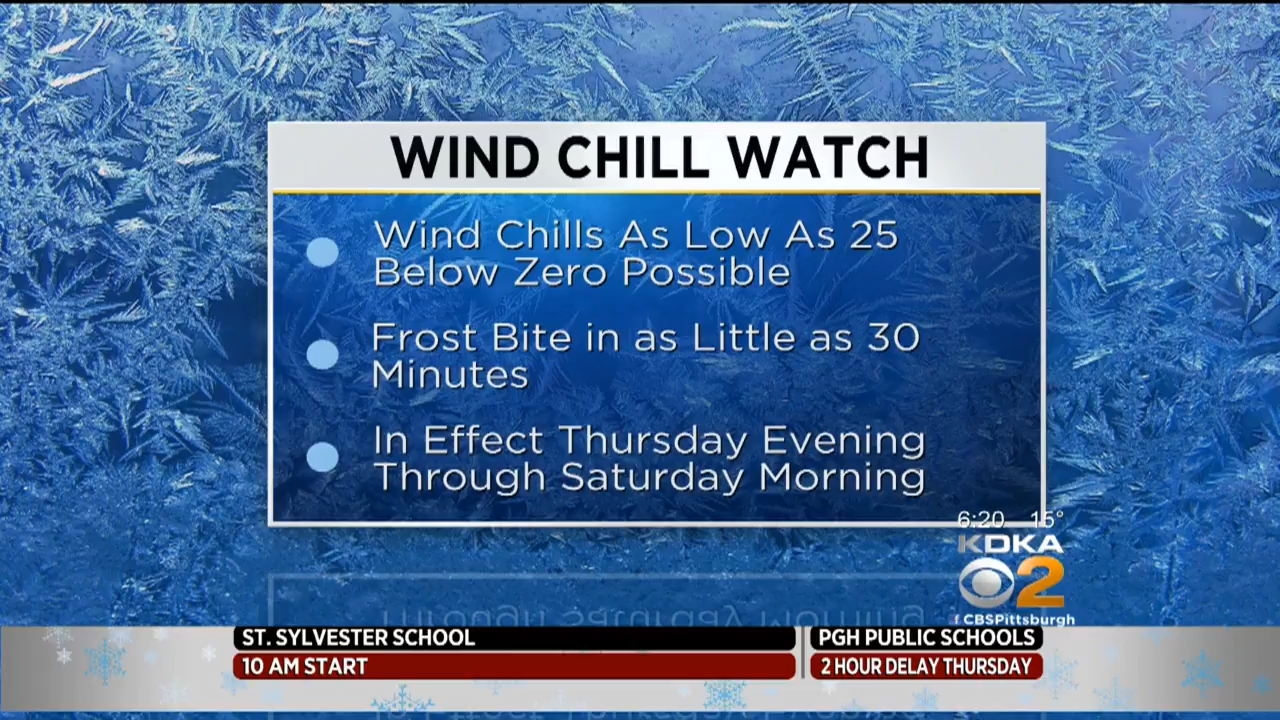 WIND CHILL WATCH
Wind Chills As Low As 25
Below Zero Possible
Frost Bite in as Little as 30
Minutes
In Effect Thursday Evening
Through Saturday Morning
6:20 15°
KDKA
2
f CBSPittsburgh
ST. SYLVESTER SCHOOL
10 AM START
PGH PUBLIC SCHOOLS
2 HOUR DELAY THURSDAY